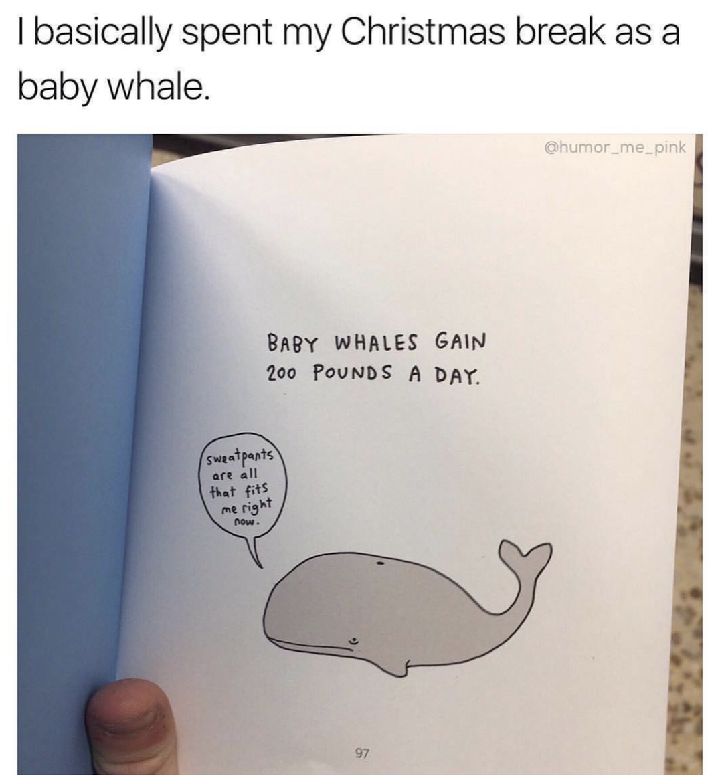 I basically spent my Christmas break as a
baby whale.
@humor_me_pink
BABY WHALES GAIN
200 POUNDS A DAY.
sweatpants
are all
that fits
me right
now.
97